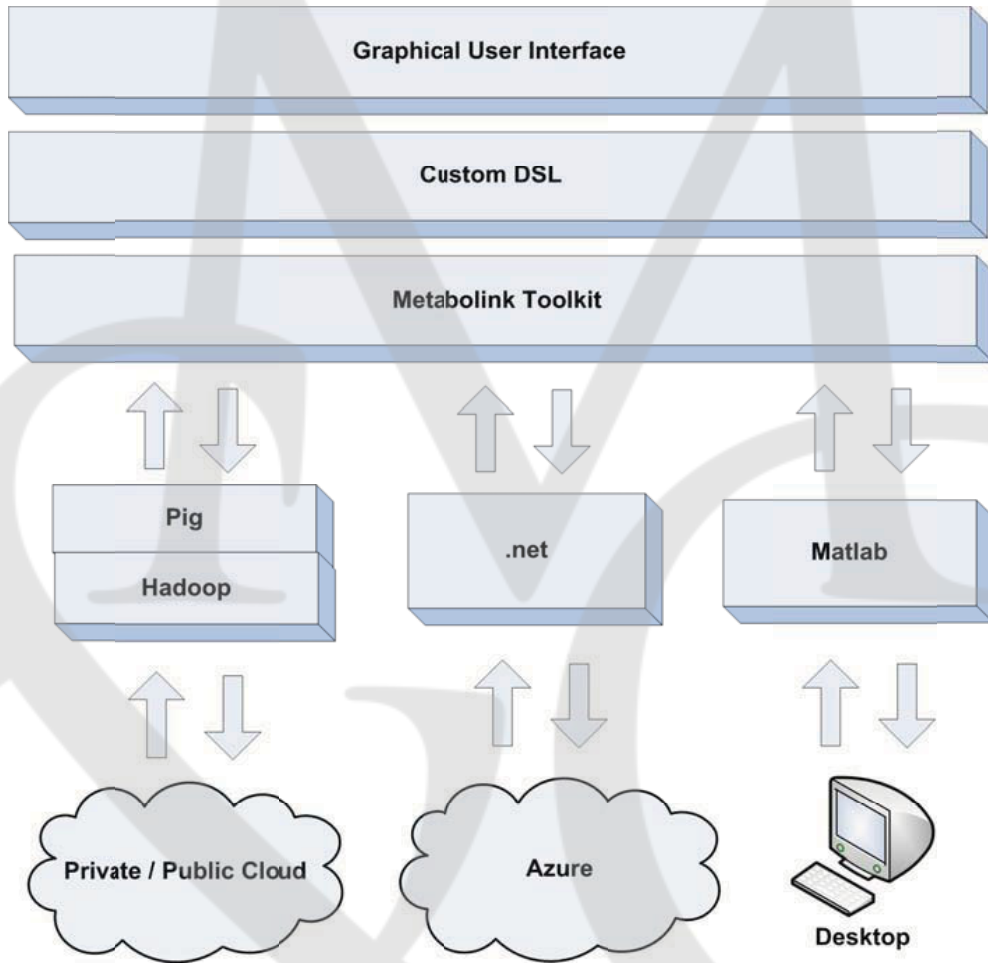 Graphical User Interface
Custom DSL
Metabolink Toolkit
Pig
Hadoop
.net
Matlab
Private / Public Cloud
Azure
Desktop